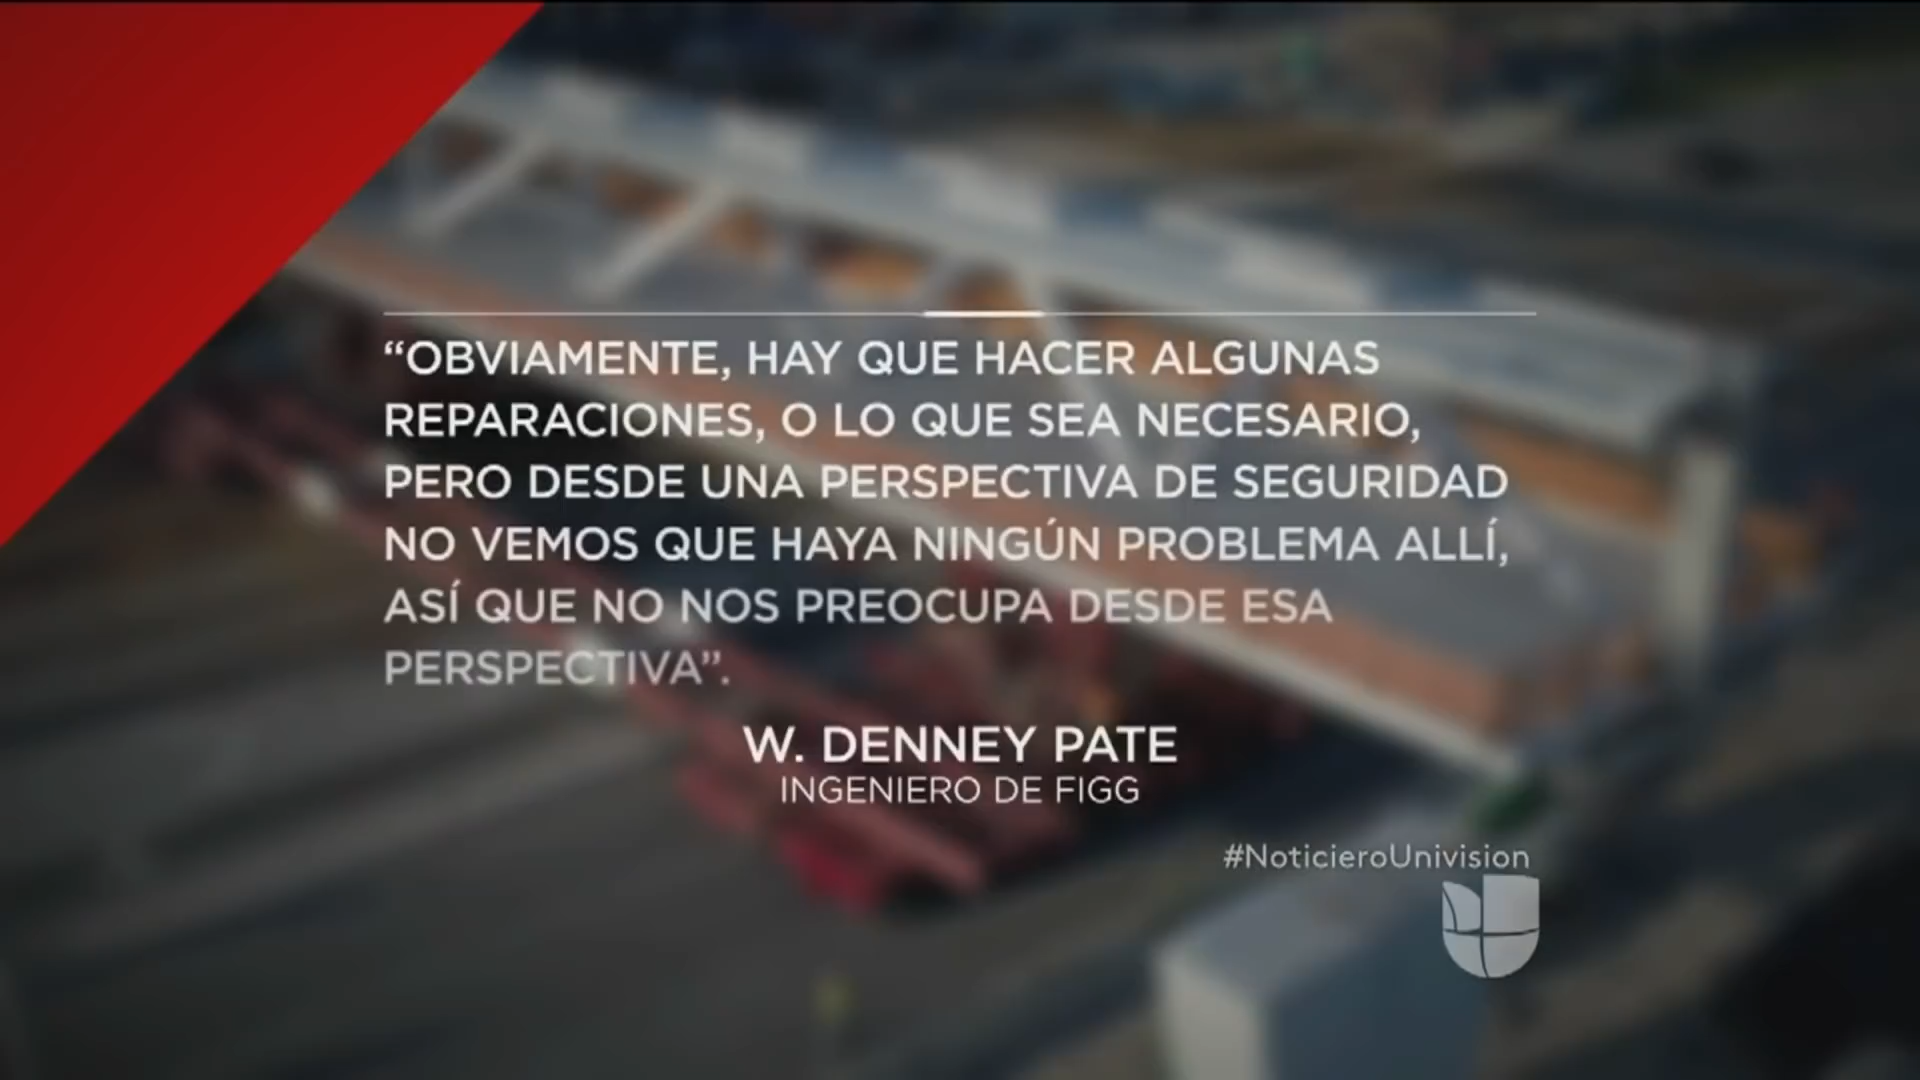 “OBVIAMENTE, HAY QUE HACER ALGUNAS
REPARACIONES, O LO QUE SEA NECESARIO,
PERO DESDE UNA PERSPECTIVA DE SEGURIDAD
NO VEMOS QUE HAYA NINGÚN PROBLEMA ALLÍ,
ASÍ QUE NO NOS PREOCUPA DESDE ESA
PERSPECTIVA”.
W. DENNEY PATE
INGENIERO DE FIGG
#NoticieroUnivision